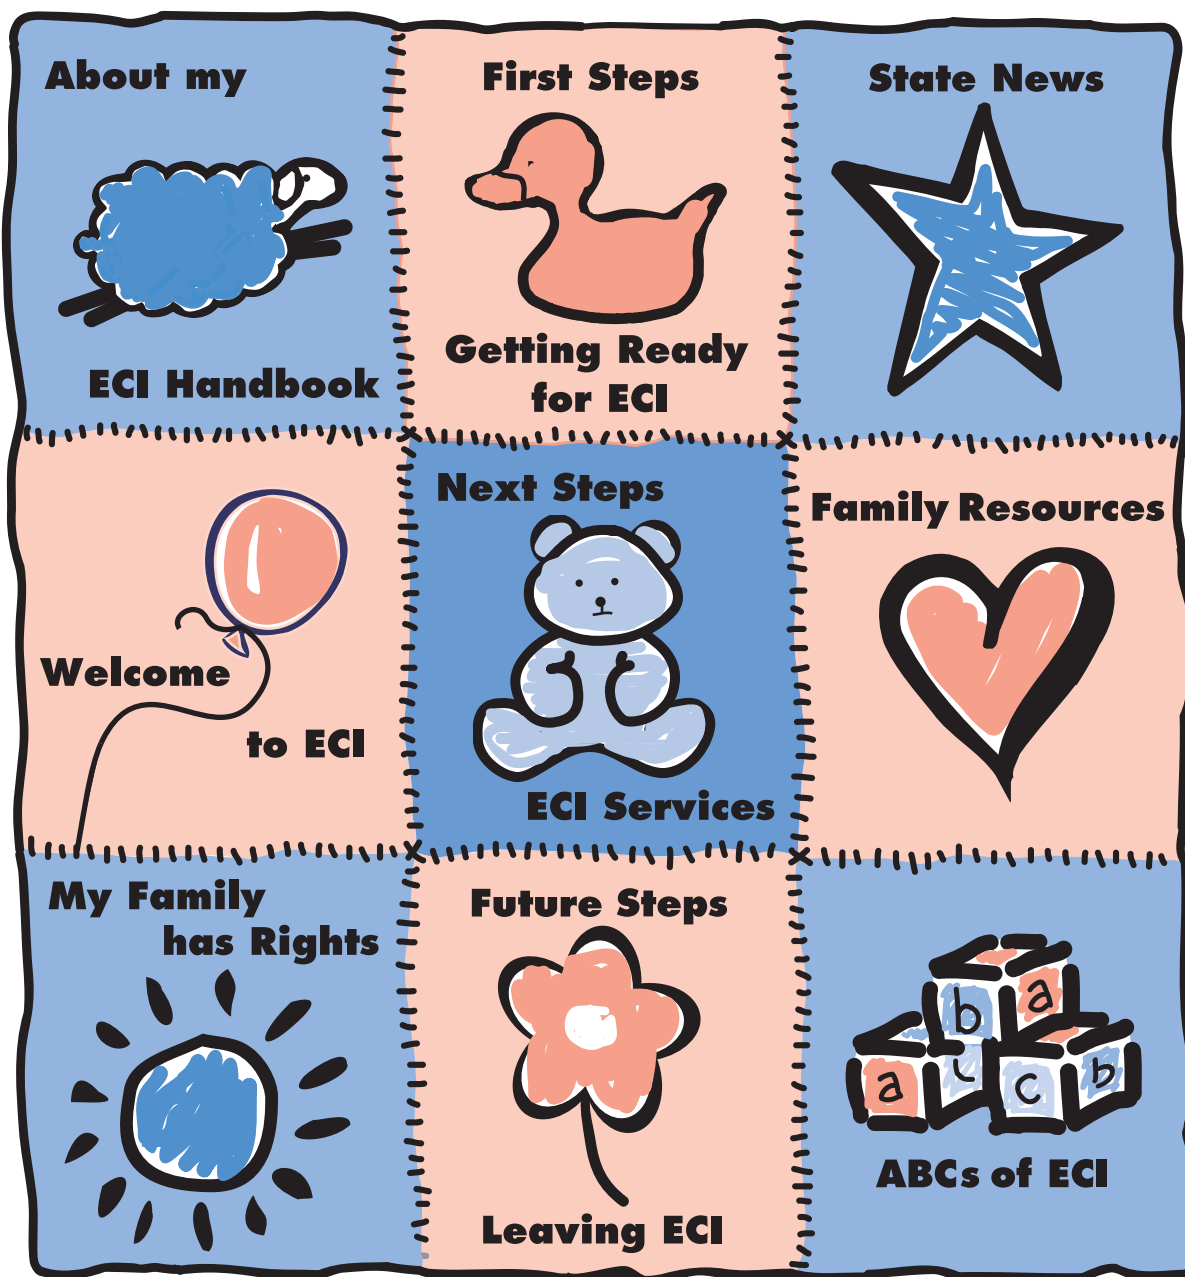 About my
ECI Handbook
First Steps
Getting Ready
for ECI
State News
Welcome
to ECI
Next Steps
ECI Services
Family Resources
My Family
has Rights
Future Steps
Leaving ECI
b a
a c c b
ABCs of ECI